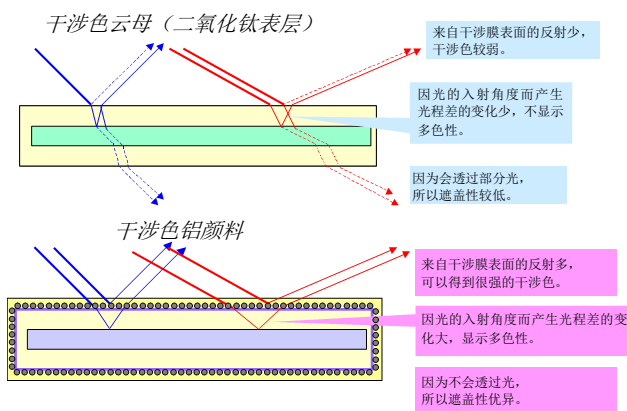 干涉色云母（二氧化钛表层）
来自干涉膜表面的反射少，
干涉色较弱。
因光的入射角度而产生
光程差的变化少，不显示
多色性。
因为会透过部分光，
所以遮盖性较低。
干涉色铝颜料
来自干涉膜表面的反射多，
可以得到很强的干涉色。
因光的入射角度而产生光程差的变
化大，显示多色性。
因为不会透过光，
所以遮盖性优异。